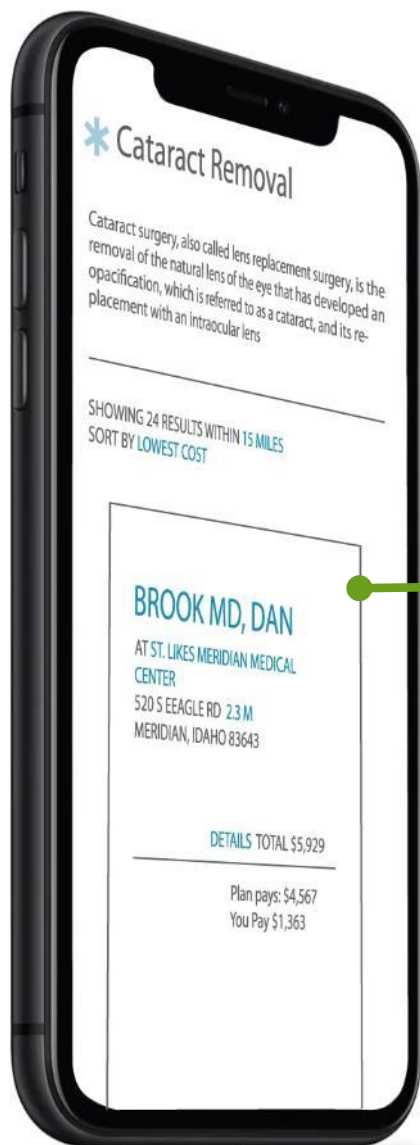 Cataract Removal
Cataract surgery, also called lens replacement surgery, is the
removal of the natural lens of the eye that has developed an
opacification, which is referred to as a cataract, and its re-
placement with an intraocular lens
SHOWING 24 RESULTS WITHIN 15 MILES
SORT BY LOWEST COST
BROOK MD, DAN
AT ST. LIKES MERIDIAN MEDICAL
CENTER
520 S EEAGLE RD 2.3 M
MERIDIAN, IDAHO 83643
DETAILS TOTAL $5,929
Plan pays: $4,567
You Pay $1,363